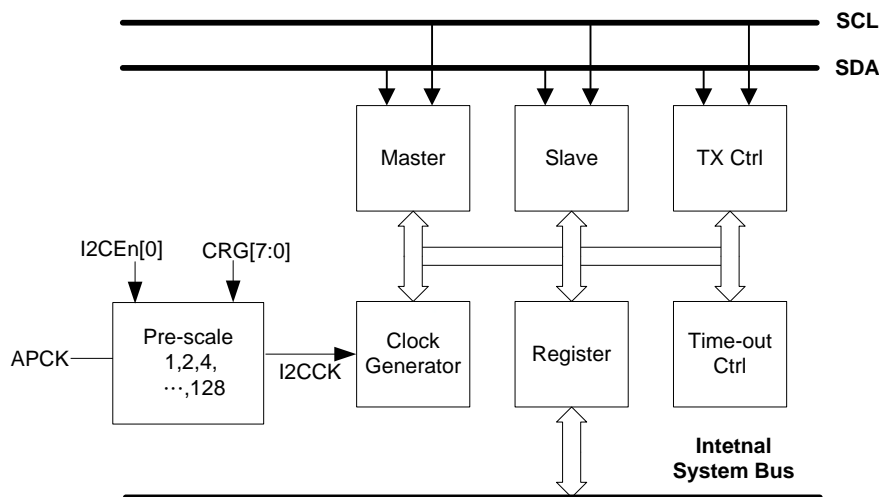 SCL
SDA
Master
Slave
TX Ctrl
I2CEn[0]
CRG[7:0]
APCK
Pre-scale
1,2,4,
…,128
I2CCK
Clock
Generator
Register
Time-out
Ctrl
Intetnal
System Bus